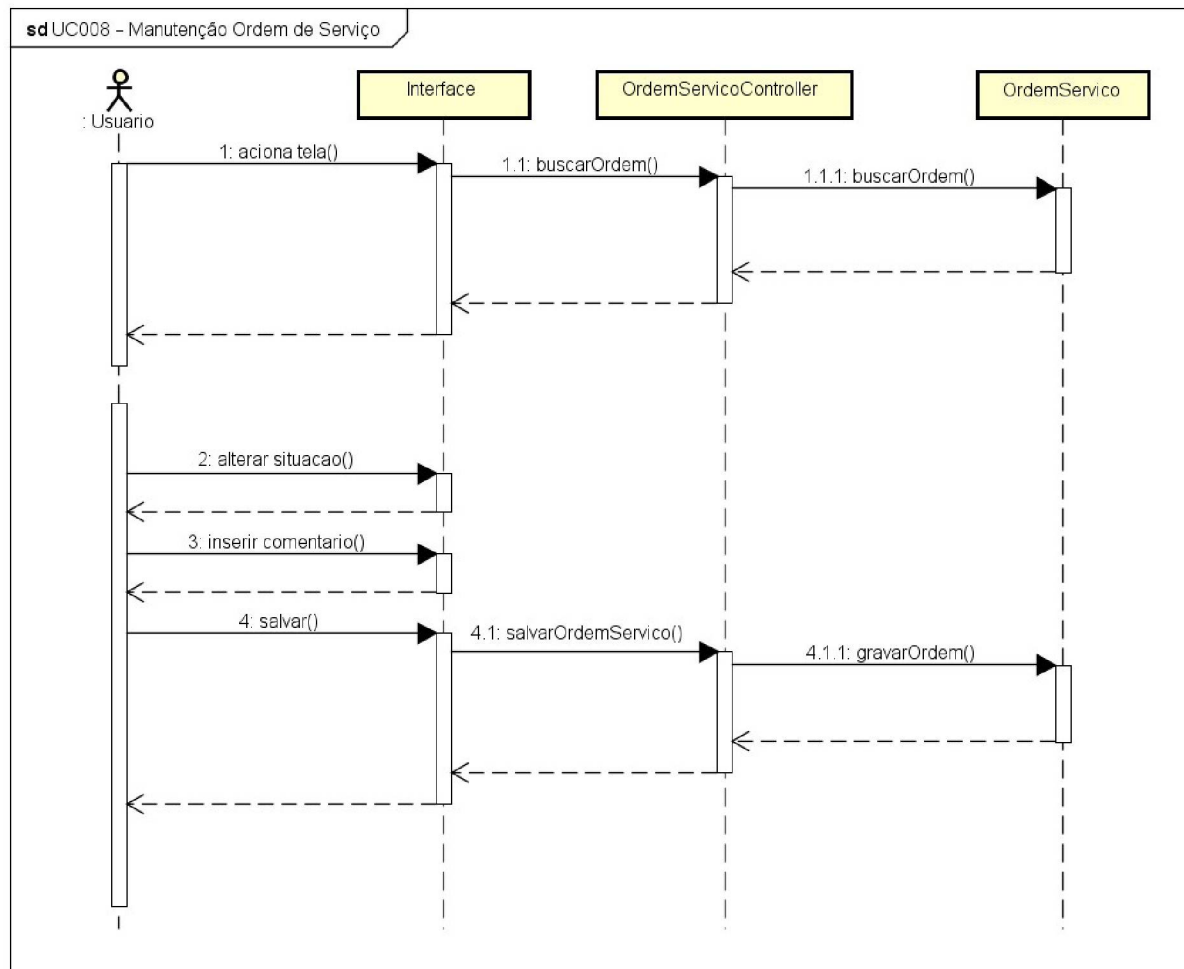 sd UC008 - Manutenção Ordem de Serviço
: Usuario
Interface
OrdemServicoController
OrdemServico
1: aciona tela()
1.1: buscarOrdem()
1.1.1: buscarOrdem()
2: alterar situacao()
3: inserir comentario()
4: salvar()
4.1: salvarOrdemServico()
4.1.1: gravarOrdem()